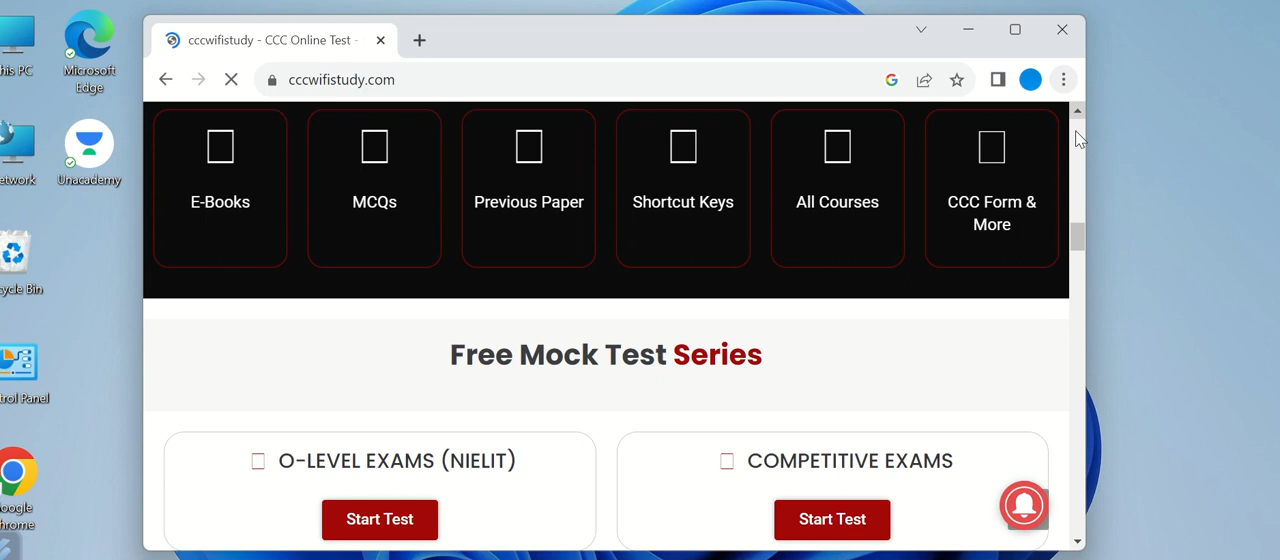 his PC
Microsoft
Edge
etwork
Unacademy
cycle Bin
trol Panel
oogle
hrome
cccwifistudy - CCC Online Test -
cccwifistudy.com
E-Books
MCQs
Previous Paper
Shortcut Keys
All Courses
CCC Form &
More
Free Mock Test Series
O-LEVEL EXAMS (NIELIT)
COMPETITIVE EXAMS
Start Test
Start Test